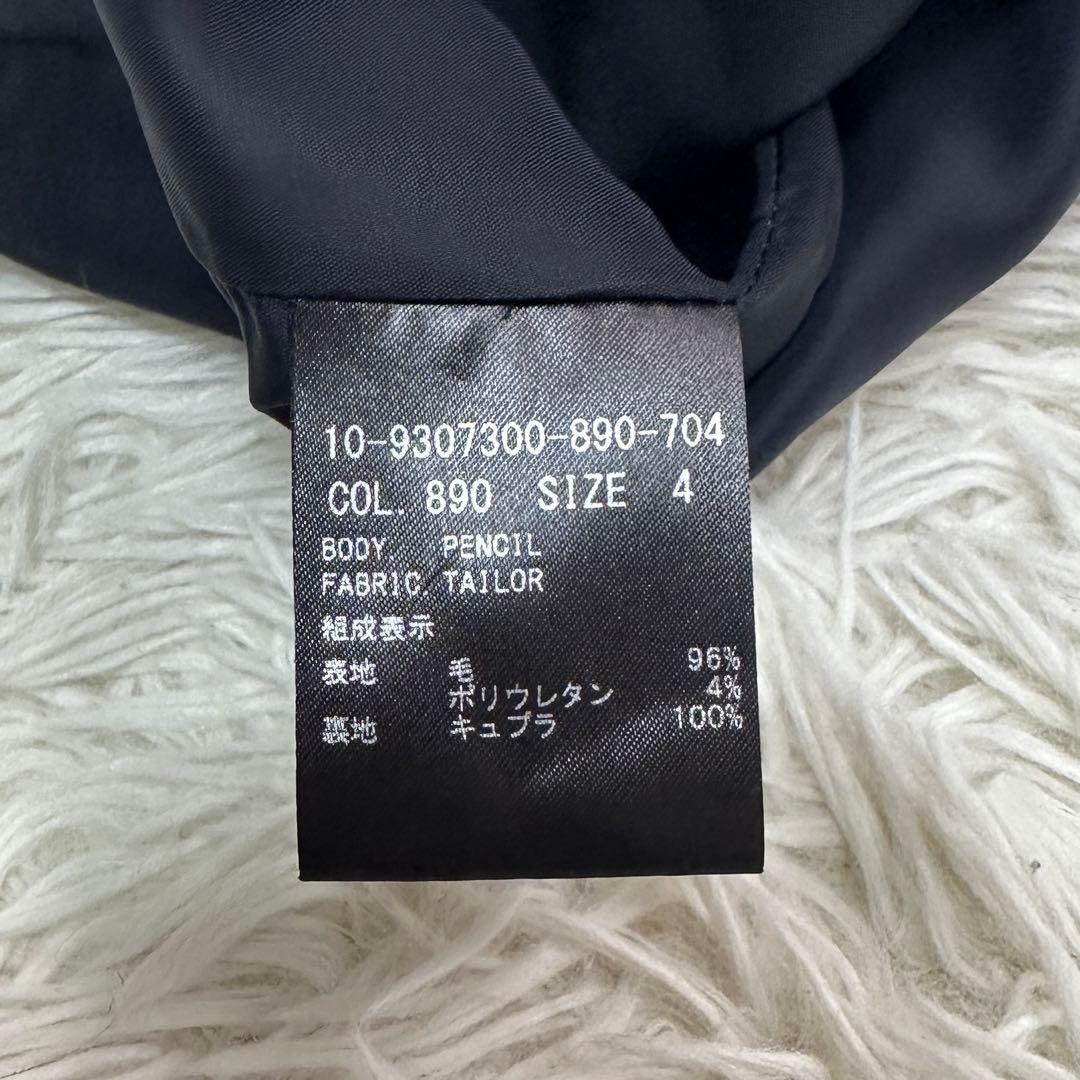 10-9307300-890-704
COL. 890 SIZE 4
BODY. PENCIL
FABRIC. TAILOR
組成表示
表地 毛 96%
ポリウレタン 4%
裏地 キュプラ 100%